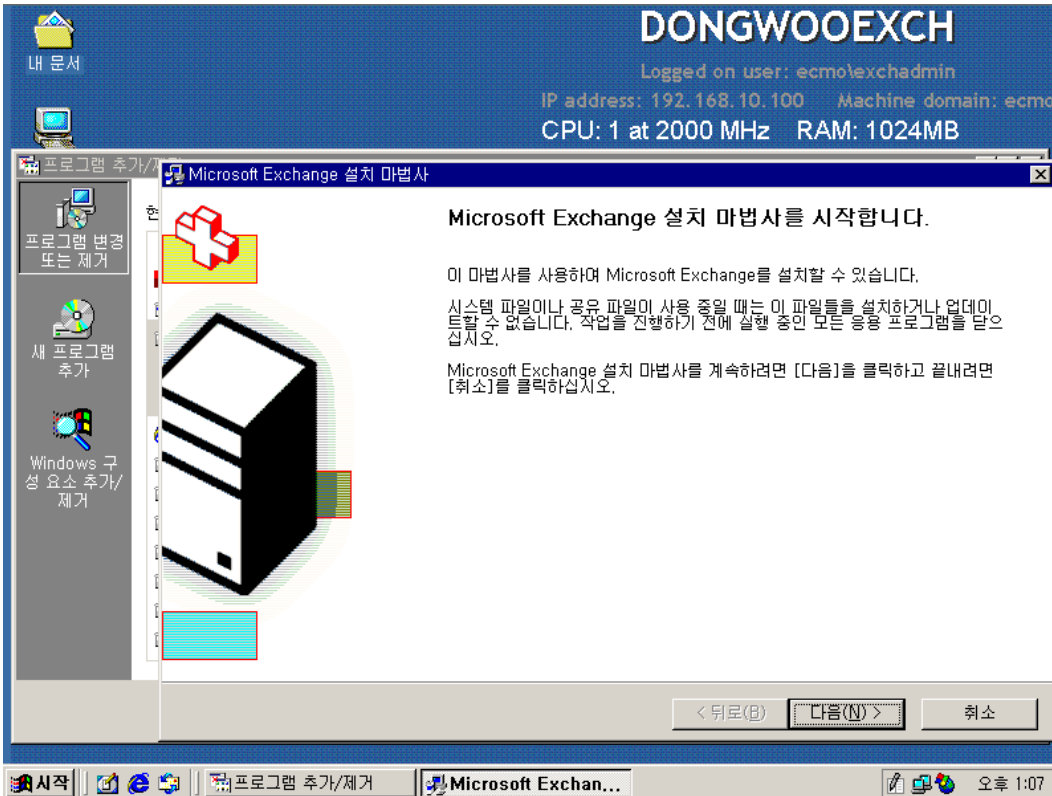 내 문서
DONGWOOEXCH
Logged on user: ecmo\exchadmin
IP address: 192.168.10.100 Machine domain: ecmo
CPU: 1 at 2000 MHz RAM: 1024MB
프로그램 추가/
Microsoft Exchange 설치 마법사
프로그램 변경
또는 제거
새 프로그램
추가
Windows 구
성 요소 추가/
제거
Microsoft Exchange 설치 마법사를 시작합니다.
이 마법사를 사용하여 Microsoft Exchange를 설치할 수 있습니다.
시스템 파일이나 공유 파일이 사용 중일 때는 이 파일들을 설치하거나 업데이
트할 수 없습니다. 작업을 진행하기 전에 실행 중인 모든 응용 프로그램을 닫으
십시오.
Microsoft Exchange 설치 마법사를 계속하려면 [다음]을 클릭하고 끝내려면
[취소]를 클릭하십시오.
< 뒤로(B)
다음(N) >
취소
시작
프로그램 추가/제거
Microsoft Exchan...
오후 1:07